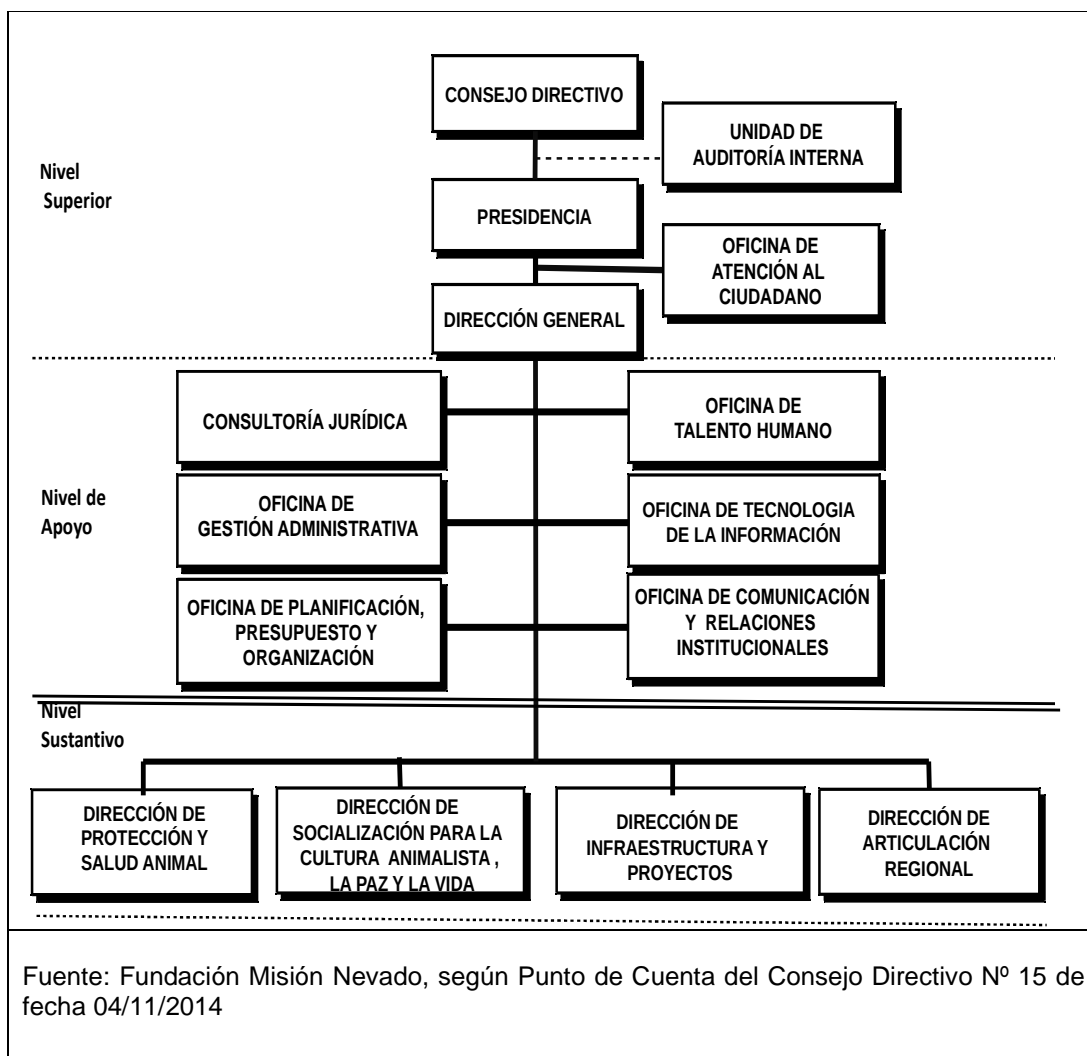 CONSEJO DIRECTIVO
UNIDAD DE
AUDITORÍA INTERNA
Nivel
Superior
PRESIDENCIA
OFICINA DE
ATENCIÓN AL
CIUDADANO
DIRECCIÓN GENERAL
CONSULTORÍA JURÍDICA
OFICINA DE
TALENTO HUMANO
Nivel de
Apoyo
OFICINA DE
GESTIÓN ADMINISTRATIVA
OFICINA DE TECNOLOGIA
DE LA INFORMACIÓN
OFICINA DE PLANIFICACIÓN,
PRESUPUESTO Y
ORGANIZACIÓN
OFICINA DE COMUNICACIÓN
Y RELACIONES
INSTITUCIONALES
Nivel
Sustantivo
DIRECCIÓN DE
PROTECCIÓN Y
SALUD ANIMAL
DIRECCIÓN DE
SOCIALIZACIÓN PARA LA
CULTURA ANIMALISTA ,
LA PAZ Y LA VIDA
DIRECCIÓN DE
INFRAESTRUCTURA Y
PROYECTOS
DIRECCIÓN DE
ARTICULACIÓN
REGIONAL
Fuente: Fundación Misión Nevado, según Punto de Cuenta del Consejo Directivo Nº 15 de
fecha 04/11/2014